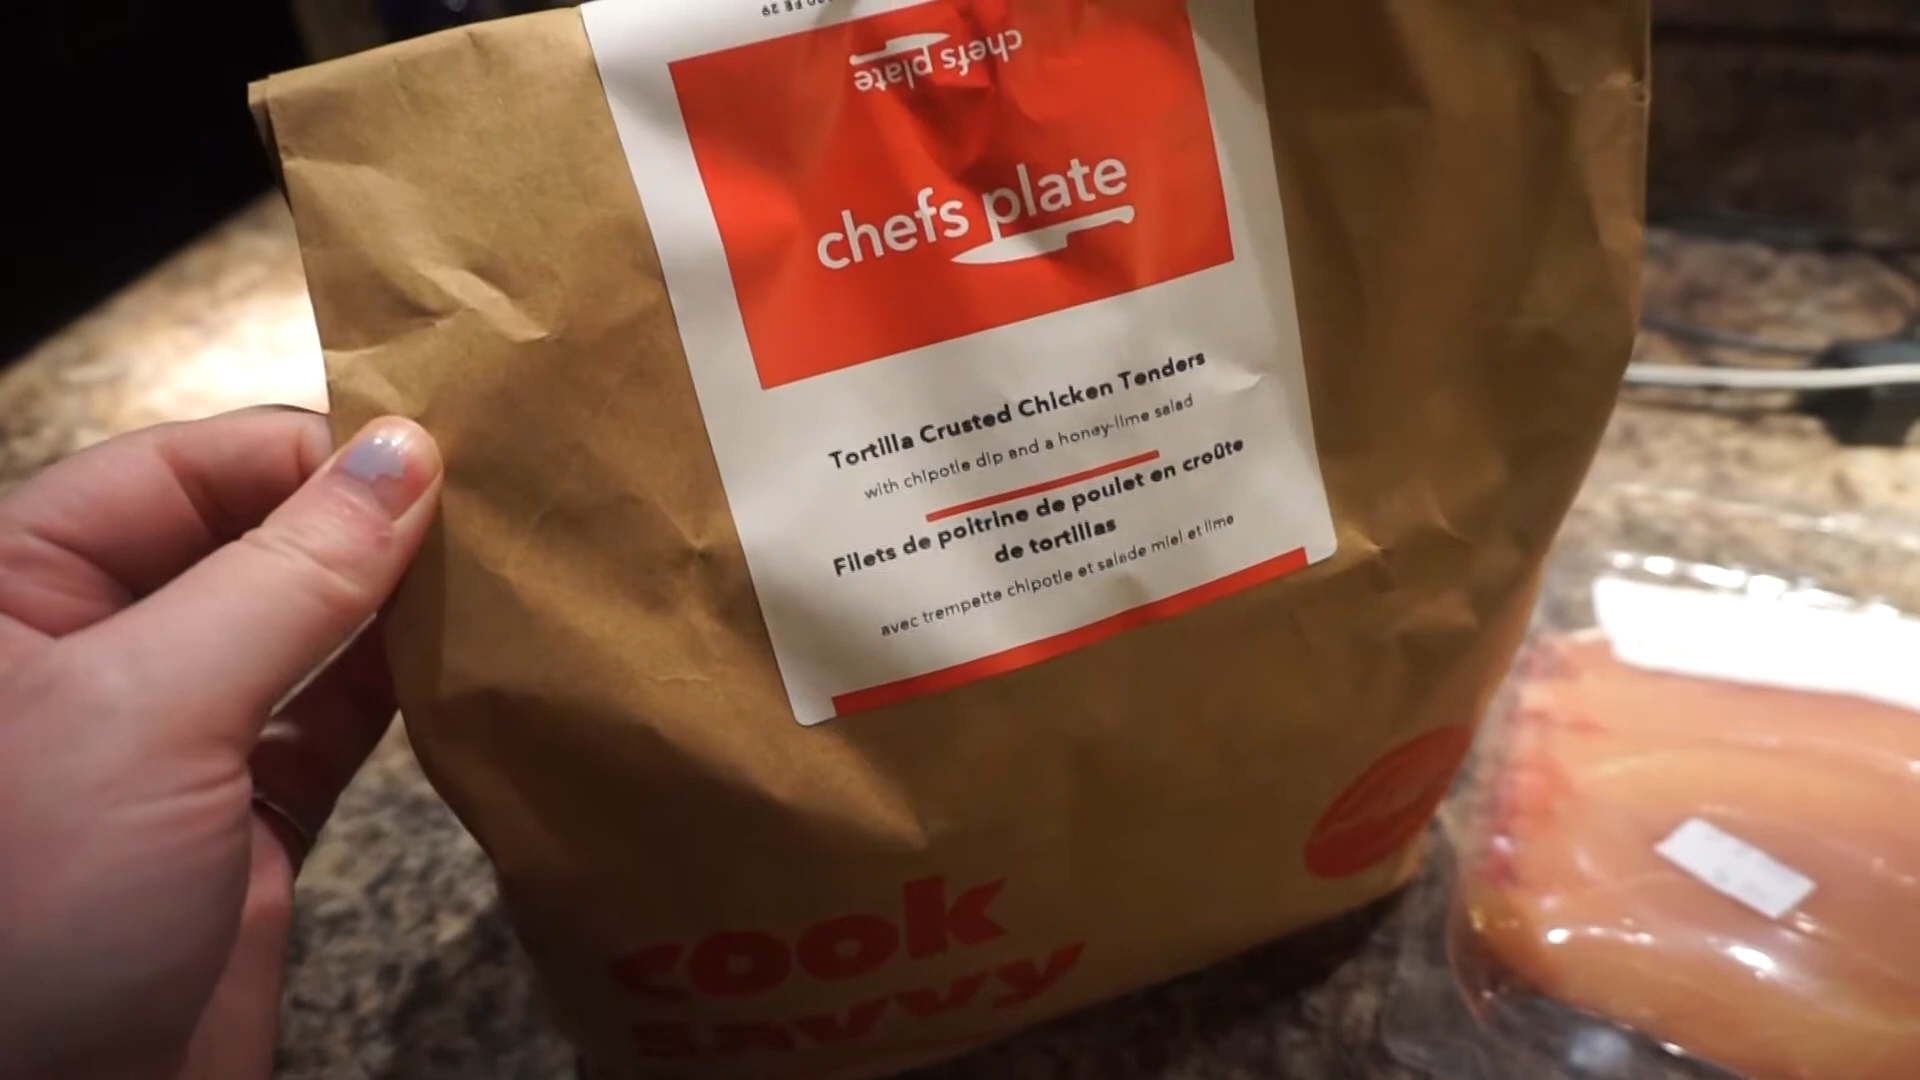 chefs plate
chefs plate
Tortilla Crusted Chicken Tenders
with chipotle dip and a honey-lime salad
Filets de poitrine de poulet en croûte
de tortillas
avec trempette chipotle et salade miel et lime
cook
savvy